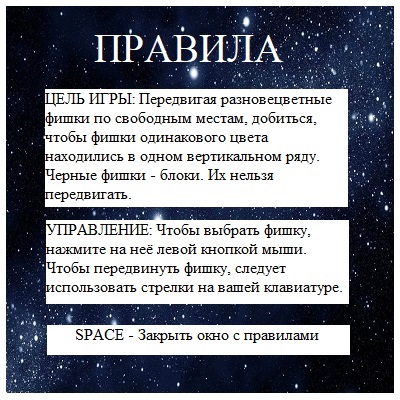 ПРАВИЛА
ЦЕЛЬ ИГРЫ: Передвигая разновецветные
фишки по свободным местам, добиться,
чтобы фишки одинакового цвета
находились в одном вертикальном ряду.
Черные фишки - блоки. Их нельзя
передвигать.
УПРАВЛЕНИЕ: Чтобы выбрать фишку,
нажмите на неё левой кнопкой мыши.
Чтобы передвинуть фишку, следует
использовать стрелки на вашей клавиатуре.
SPACE - Закрыть окно с правилами